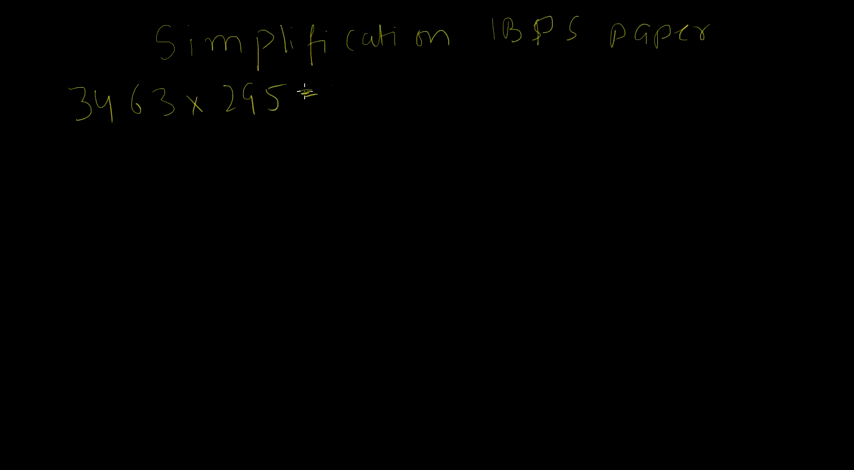 Simplification IBPS paper
3463 × 295 =